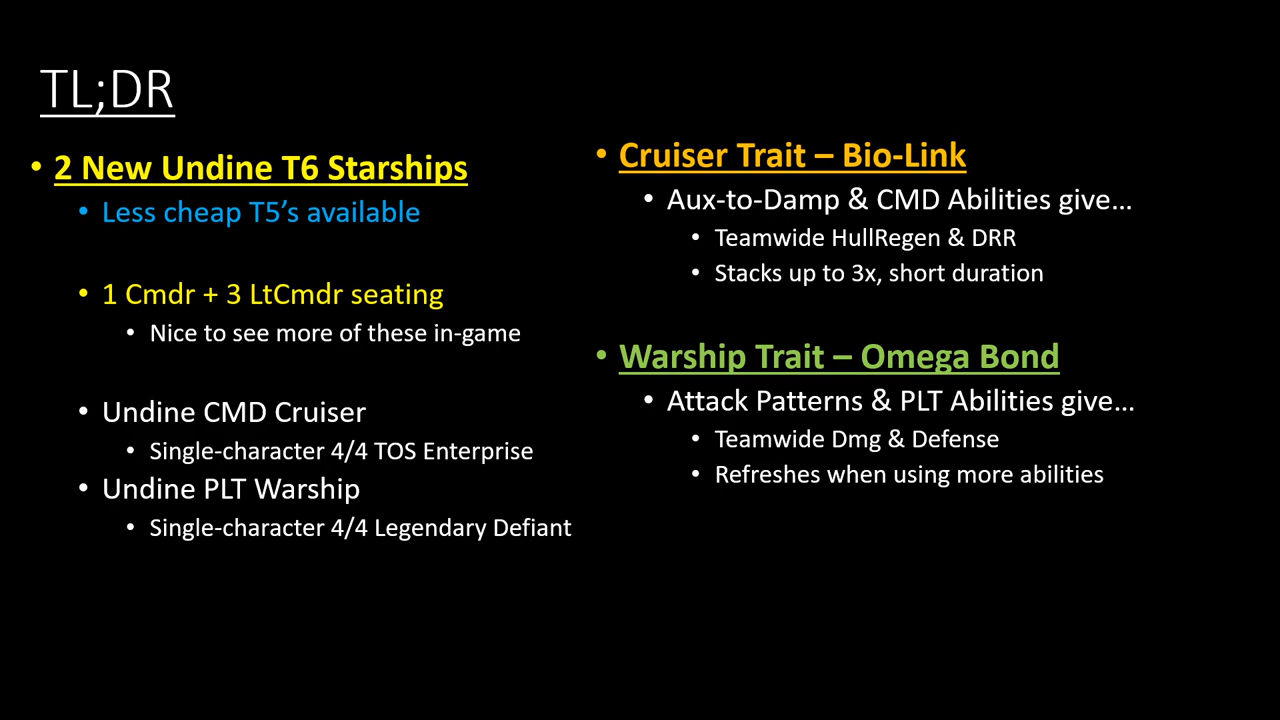 TL;DR
• 2 New Undine T6 Starships
• Less cheap T5's available
• 1 Cmdr + 3 LtCmdr seating
• Nice to see more of these in-game
• Undine CMD Cruiser
• Single-character 4/4 TOS Enterprise
• Undine PLT Warship
• Single-character 4/4 Legendary Defiant
• Cruiser Trait – Bio-Link
• Aux-to-Damp & CMD Abilities give…
• Teamwide HullRegen & DRR
• Stacks up to 3x, short duration
• Warship Trait – Omega Bond
• Attack Patterns & PLT Abilities give…
• Teamwide Dmg & Defense
• Refreshes when using more abilities